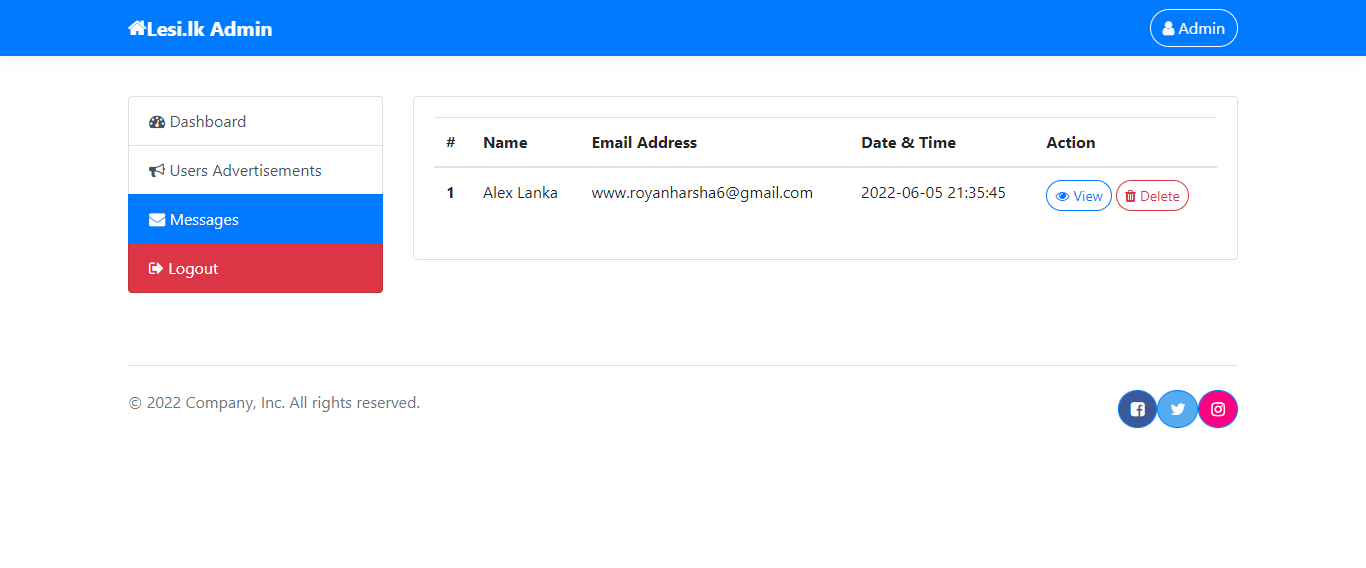 Lesi.lk Admin
Admin
Dashboard
Users Advertisements
Messages
Logout
# Name Email Address Date & Time Action
1 Alex Lanka www.royanharsha6@gmail.com 2022-06-05 21:35:45 View Delete
© 2022 Company, Inc. All rights reserved.